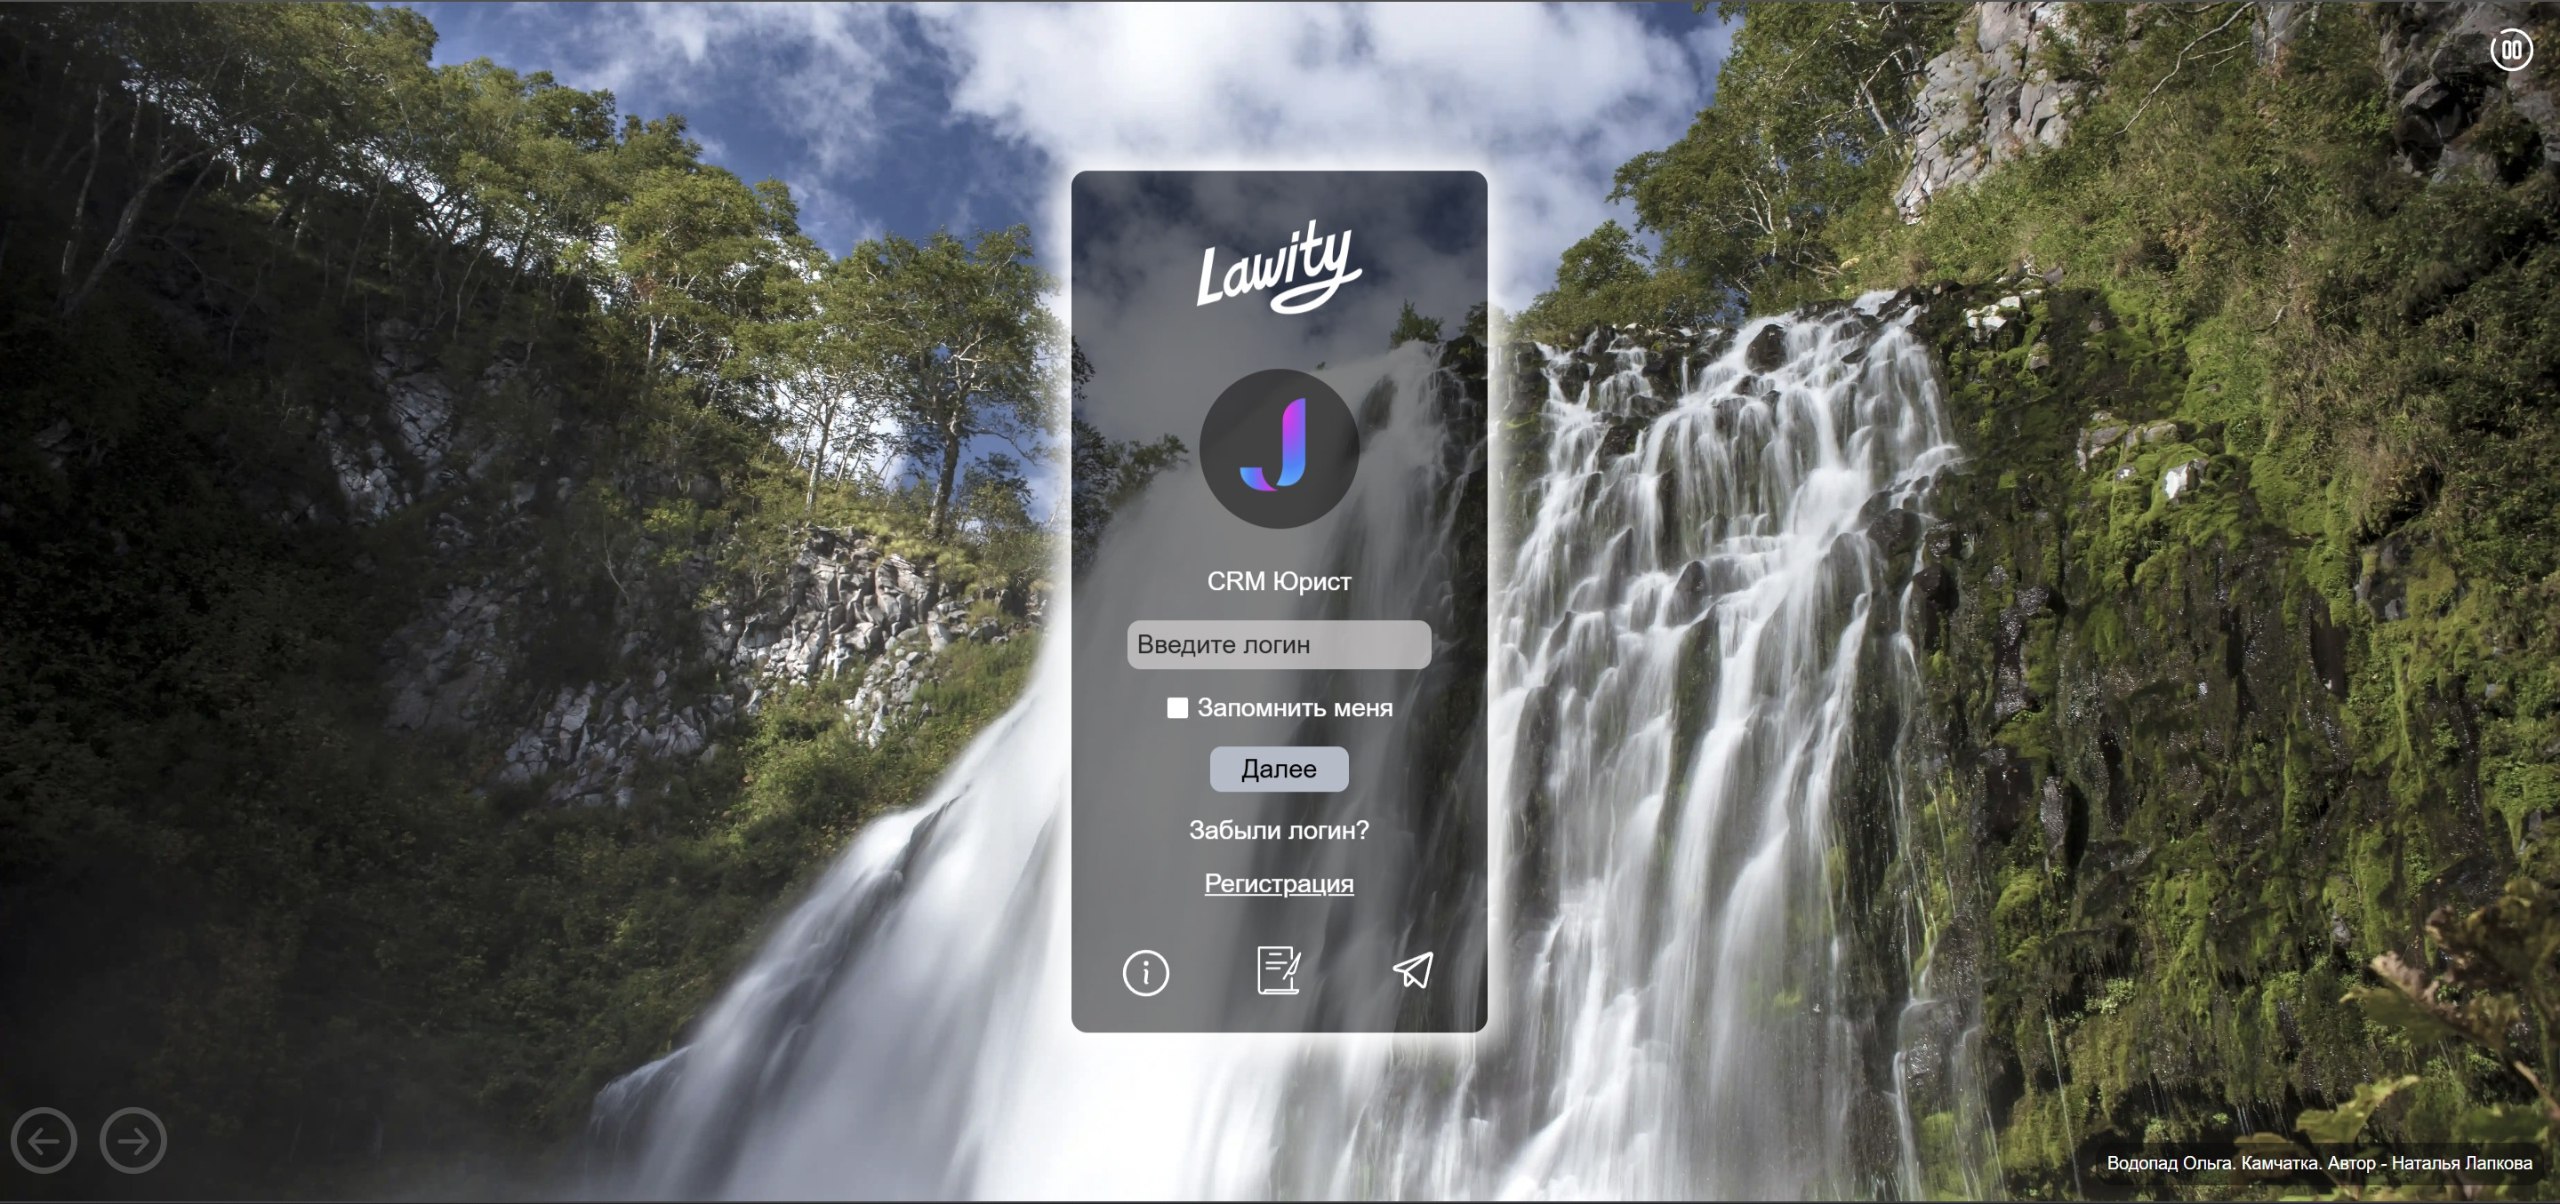 Lawity
CRM Юрист
Введите логин
Запомнить меня
Далее
Забыли логин?
Регистрация
Водопад Ольга. Камчатка. Автор - Наталья Лапкова